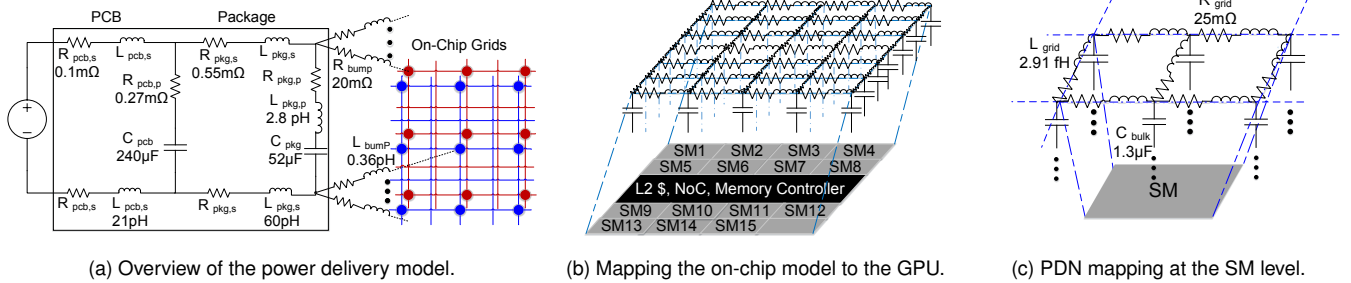 PCB
Package
R pcb,s
0.1mΩ
L pcb,s
R pkg,s
0.55mΩ
L pkg,s
R pcb,p
0.27mΩ
R pkg,p
L pkg,p
2.8 pH
C pcb
240µF
C pkg
52µF
R pcb,s
L pcb,s
21pH
R pkg,s
L pkg,s
60pH
R bump
20mΩ
L bumP
0.36pH
On-Chip Grids
(a) Overview of the power delivery model.
SM1 SM2 SM3 SM4
SM5 SM6 SM7 SM8
L2 $, NoC, Memory Controller
SM9 SM10 SM11 SM12
SM13 SM14 SM15
(b) Mapping the on-chip model to the GPU.
R grid
25mΩ
L grid
2.91 fH
C bulk
1.3µF
SM
(c) PDN mapping at the SM level.